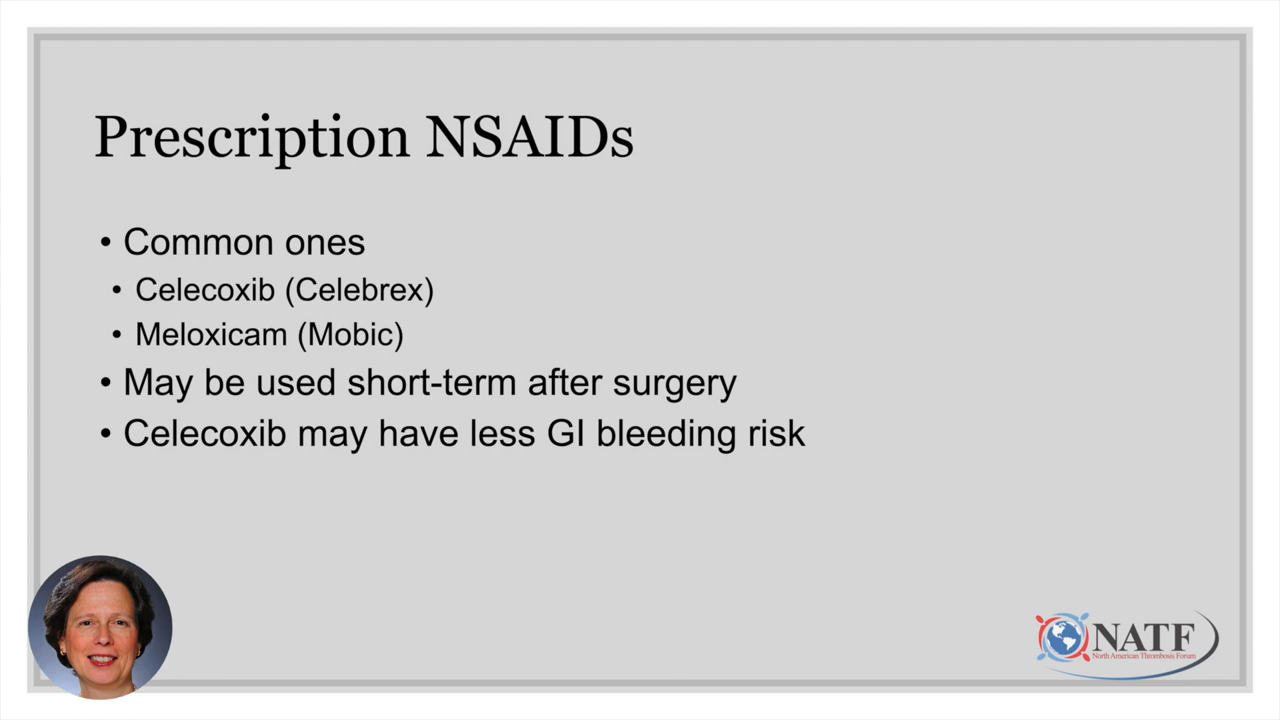 Prescription NSAIDs
• Common ones
• Celecoxib (Celebrex)
• Meloxicam (Mobic)
• May be used short-term after surgery
• Celecoxib may have less GI bleeding risk
NATF
North American Thrombosis Forum